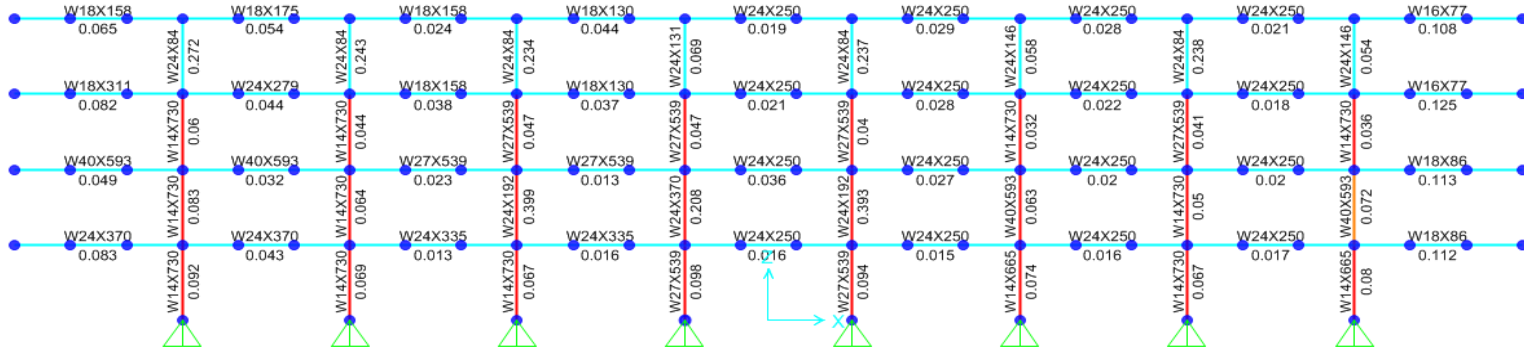 W18X158 W18X175 W18X158 W18X130 W24X250 W24X250 W24X250 W24X250 W16X77
0.065 0.054 0.024 0.044 0.019 0.029 0.028 0.021 0.108
W24X84 W24X84 W24X84 W24X131 W24X84 W24X146 W24X84 W24X146
0.272 0.243 0.234 0.069 0.237 0.058 0.238 0.054
W18X311 W24X279 W18X158 W18X130 W24X250 W24X250 W24X250 W24X250 W16X77
0.082 0.044 0.038 0.037 0.021 0.028 0.022 0.018 0.125
W14X730 W14X730 W27X539 W27X539 W27X539 W14X730 W27X539 W14X730
0.06 0.044 0.047 0.047 0.04 0.032 0.041 0.036
W40X593 W40X593 W27X539 W27X539 W24X250 W24X250 W24X250 W24X250 W18X86
0.049 0.032 0.023 0.013 0.036 0.027 0.02 0.02 0.113
W14X730 W14X730 W24X192 W24X370 W24X192 W40X593 W14X730 W40X593
0.083 0.064 0.399 0.208 0.393 0.063 0.05 0.072
W24X370 W24X370 W24X335 W24X335 W24X250 W24X250 W24X250 W24X250 W18X86
0.083 0.043 0.013 0.016 0.016 0.015 0.016 0.017 0.112
W14X730 W14X730 W14X730 W27X539 W27X539 W14X665 W14X730 W14X665
0.092 0.069 0.067 0.098 0.094 0.074 0.067 0.08
Z
X